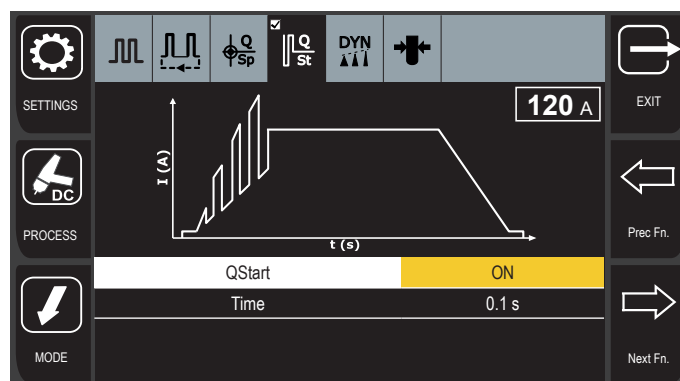 SETTINGS
PROCESS
DC
MODE
Q
Sp
Q
St
DYN
120 A
I (A)
t (s)
QStart ON
Time 0.1 s
EXIT
Prec Fn.
Next Fn.